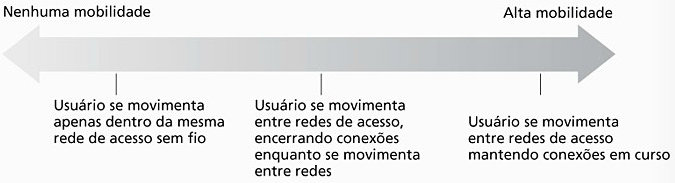 Nenhuma mobilidade
Alta mobilidade
Usuário se movimenta
apenas dentro da mesma
rede de acesso sem fio
Usuário se movimenta
entre redes de acesso,
encerrando conexões
enquanto se movimenta
entre redes
Usuário se movimenta
entre redes de acesso
mantendo conexões em curso